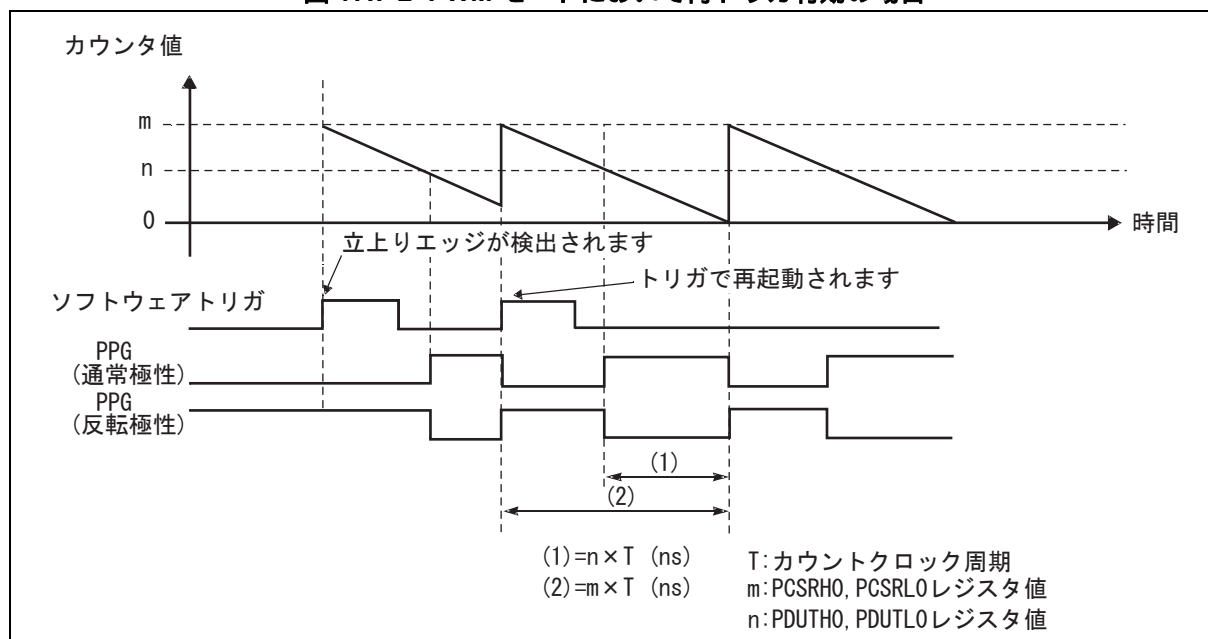 カウンタ値
m
n
0
時間
立上りエッジが検出されます
トリガで再起動されます
ソフトウェアトリガ
PPG
(通常極性)
PPG
(反転極性)
(1)
(2)
(1)=n×T (ns)
(2)=m×T (ns)
T:カウントクロック周期
m:PCSRH0, PCSRL0レジスタ値
n:PDUTH0, PDUTL0レジスタ値